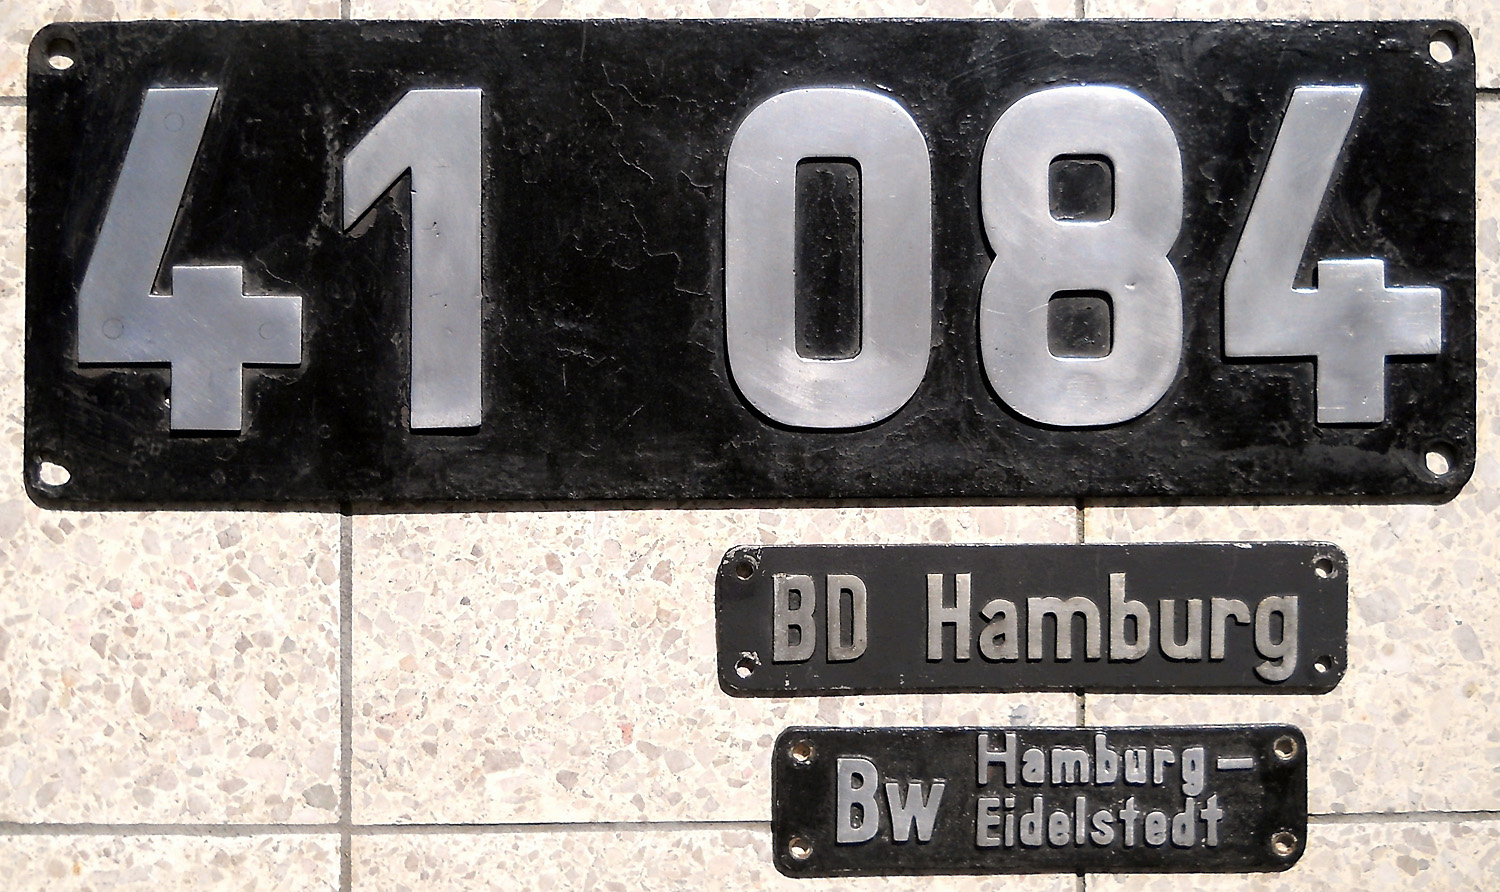 41 084
BD Hamburg
Bw Hamburg-
Eidelstedt